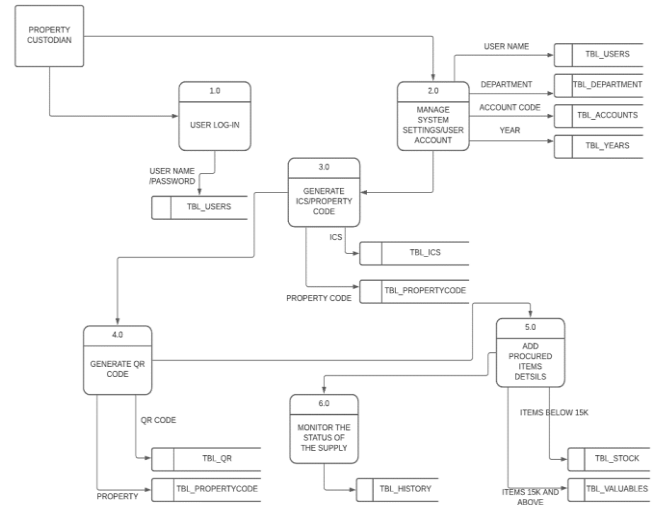 PROPERTY
CUSTODIAN
1.0
USER LOG-IN
USER NAME
/PASSWORD
TBL_USERS
2.0
MANAGE
SYSTEM
SETTINGS/USER
ACCOUNT
USER NAME
TBL_USERS
DEPARTMENT
TBL_DEPARTMENT
ACCOUNT CODE
TBL_ACCOUNTS
YEAR
TBL_YEARS
3.0
GENERATE
ICS/PROPERTY
CODE
ICS
TBL_ICS
PROPERTY CODE
TBL_PROPERTYCODE
4.0
GENERATE QR
CODE
QR CODE
TBL_QR
PROPERTY
TBL_PROPERTYCODE
5.0
ADD
PROCURED
ITEMS
DETSILS
ITEMS BELOW 15K
TBL_STOCK
ITEMS 15K AND
ABOVE
TBL_VALUABLES
6.0
MONITOR THE
STATUS OF
THE SUPPLY
TBL_HISTORY